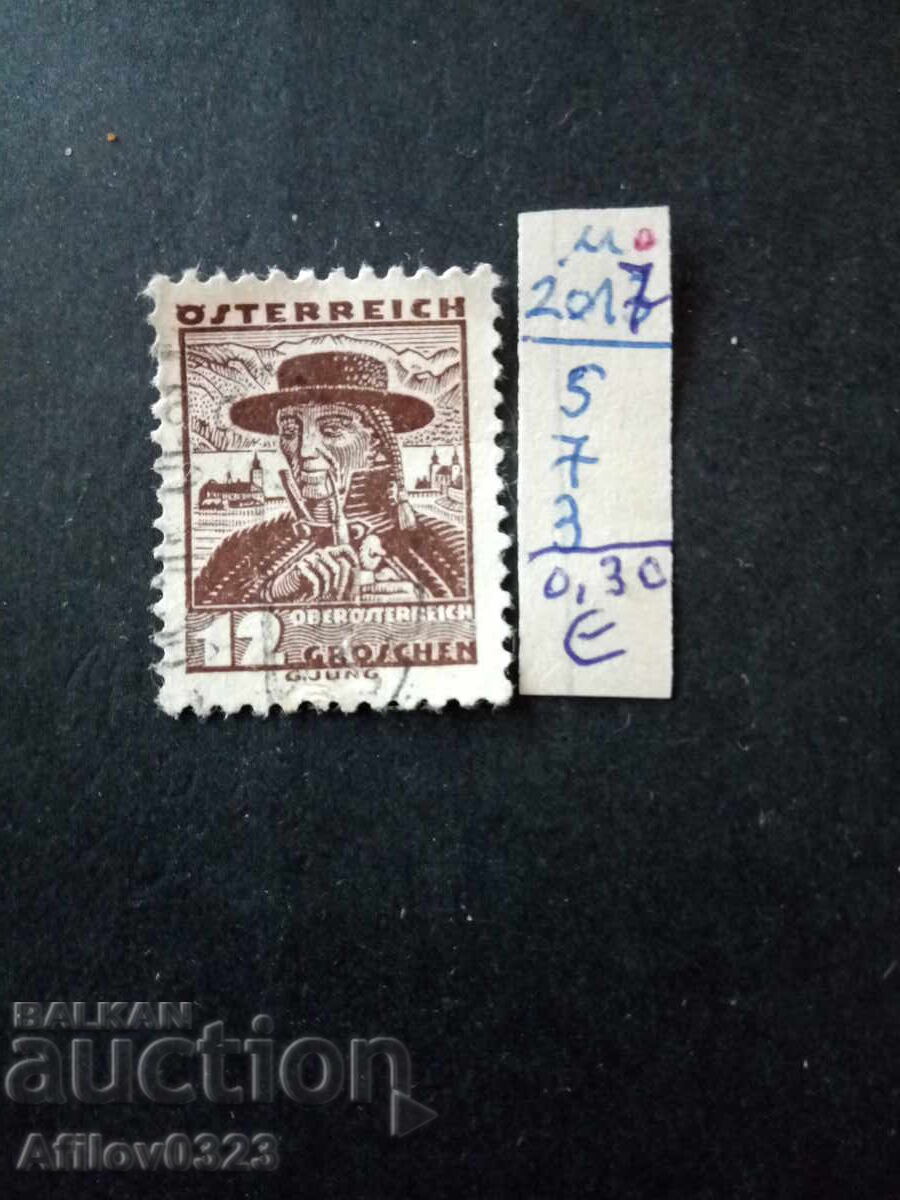 ÖSTERREICH
12
OBERÖSTERREICH
GROSCHEN
G.JUNG
м.
2017
5
7
3
0,30
€
BALKAN
auction
Afilov0323